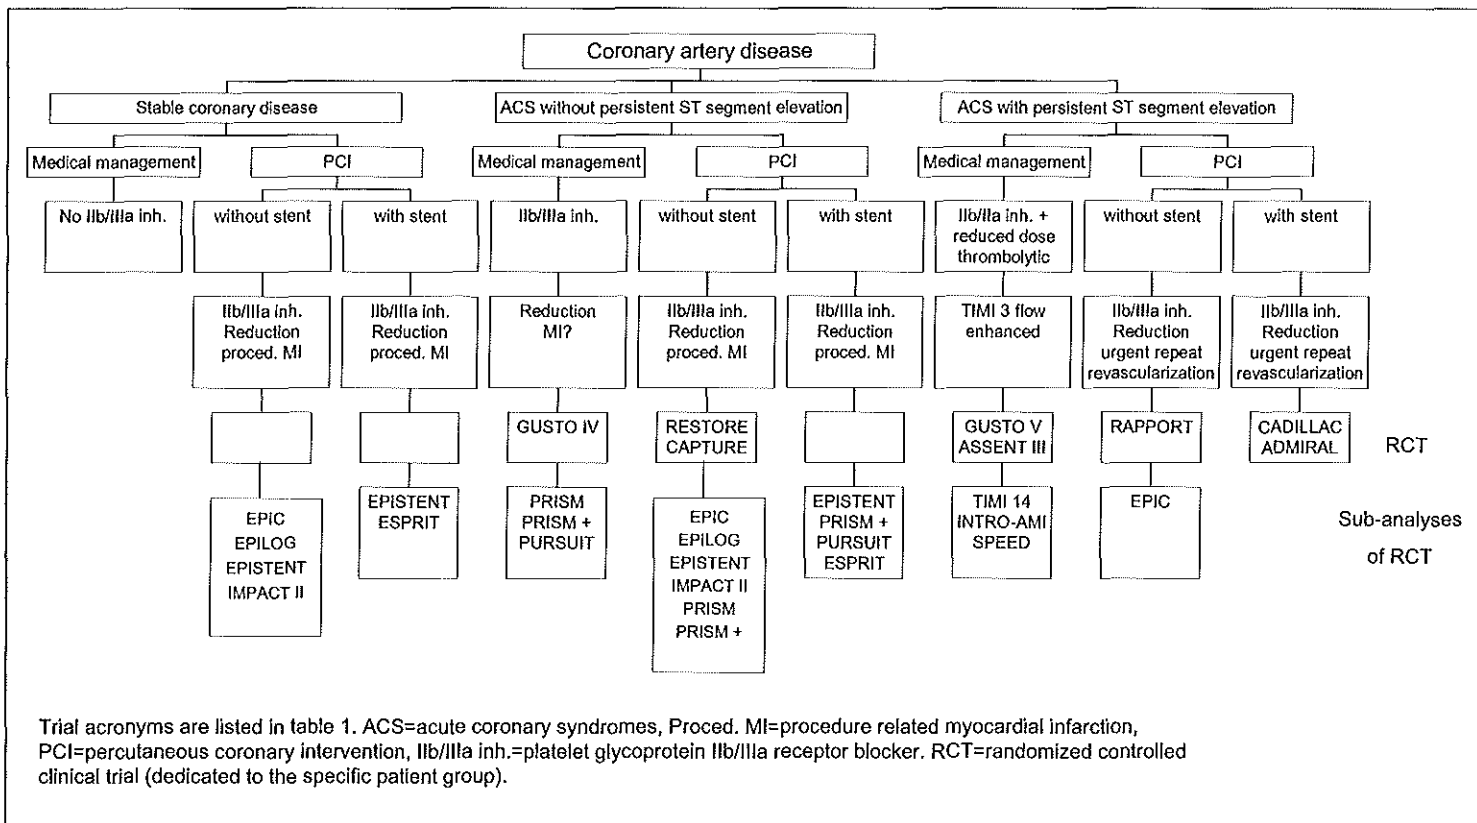 Coronary artery disease
Stable coronary disease
ACS without persistent ST segment elevation
ACS with persistent ST segment elevation
Medical management
PCI
Medical management
PCI
Medical management
PCI
No IIb/IIIa inh.
without stent
with stent
IIb/IIIa inh.
without stent
with stent
IIb/IIa inh. +
reduced dose
thrombolytic
without stent
with stent
IIb/IIIa inh.
Reduction
proced. MI
IIb/IIIa inh.
Reduction
proced. MI
Reduction
MI?
IIb/IIIa inh.
Reduction
proced. MI
IIb/IIIa inh.
Reduction
proced. MI
TIMI 3 flow
enhanced
IIb/IIIa inh.
Reduction
urgent repeat
revascularization
IIb/IIIa inh.
Reduction
urgent repeat
revascularization
GUSTO IV
RESTORE
CAPTURE
GUSTO V
ASSENT III
RAPPORT
CADILLAC
ADMIRAL
RCT
EPIC
EPILOG
EPISTENT
IMPACT II
EPISTENT
ESPRIT
PRISM
PRISM +
PURSUIT
EPIC
EPILOG
EPISTENT
IMPACT II
PRISM
PRISM +
EPISTENT
PRISM +
PURSUIT
ESPRIT
TIMI 14
INTRO-AMI
SPEED
EPIC
Sub-analyses
of RCT
Trial acronyms are listed in table 1. ACS=acute coronary syndromes, Proced. MI=procedure related myocardial infarction,
PCI=percutaneous coronary intervention, IIb/IIIa inh.=platelet glycoprotein IIb/IIIa receptor blocker. RCT=randomized controlled
clinical trial (dedicated to the specific patient group).